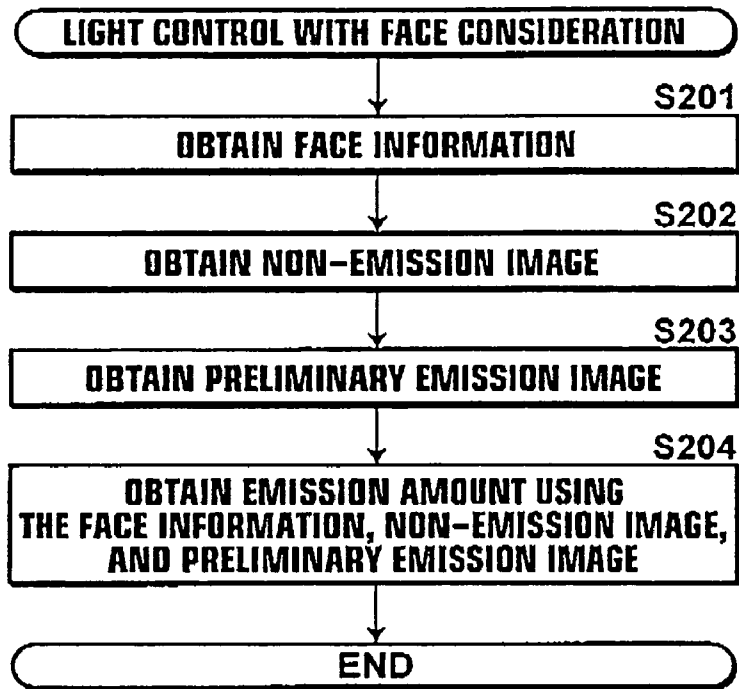 LIGHT CONTROL WITH FACE CONSIDERATION
S201
OBTAIN FACE INFORMATION
S202
OBTAIN NON-EMISSION IMAGE
S203
OBTAIN PRELIMINARY EMISSION IMAGE
S204
OBTAIN EMISSION AMOUNT USING
THE FACE INFORMATION, NON-EMISSION IMAGE,
AND PRELIMINARY EMISSION IMAGE
END